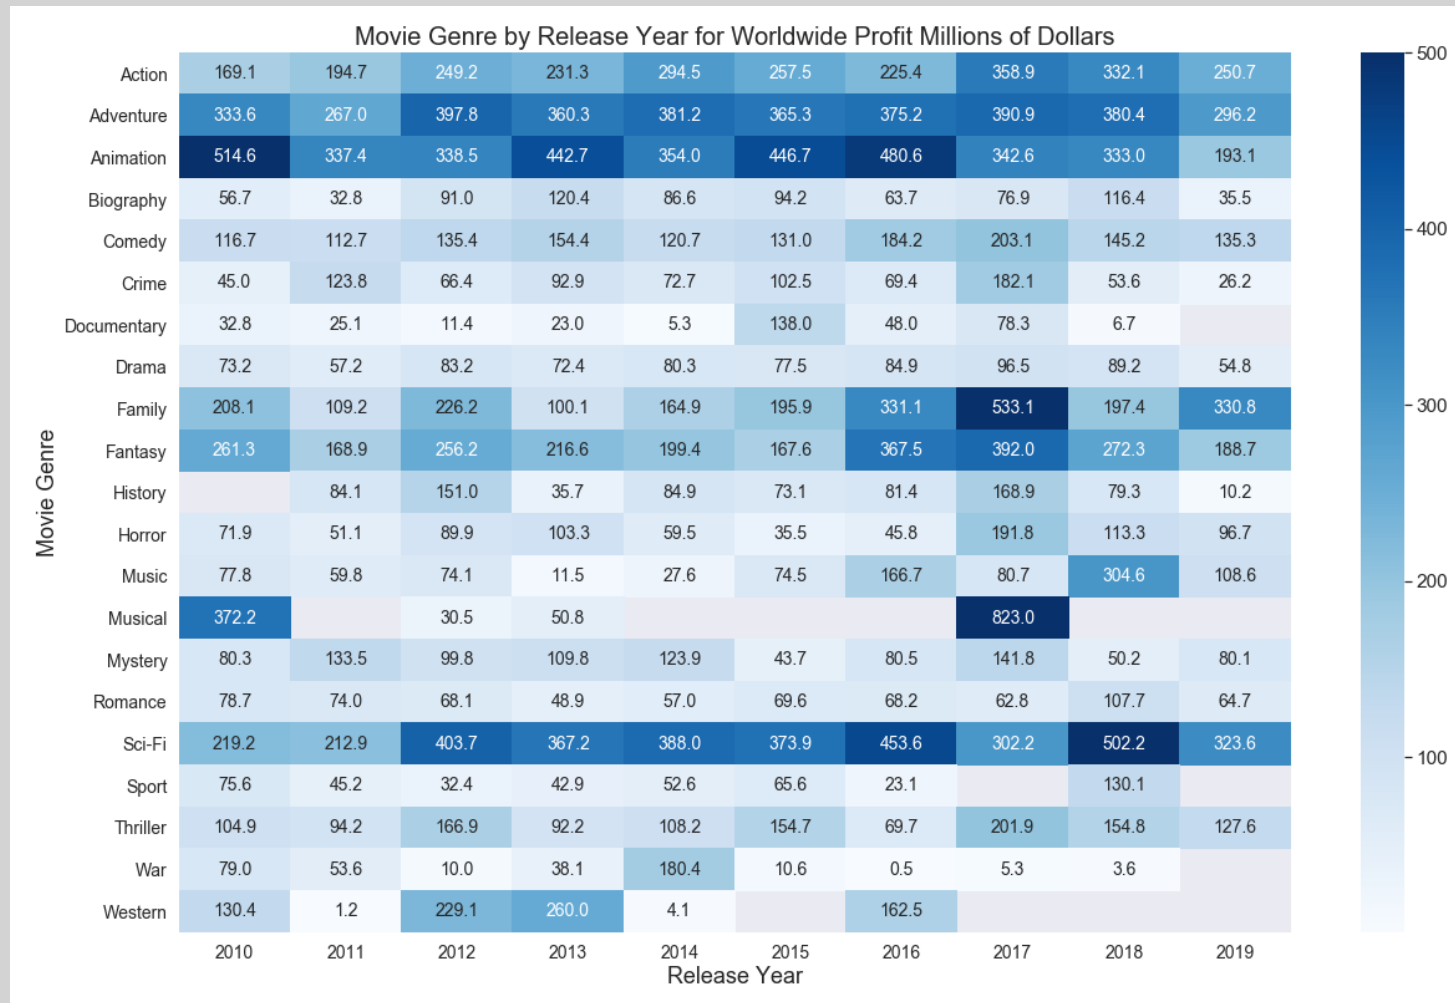 Movie Genre by Release Year for Worldwide Profit Millions of Dollars
Action 169.1 194.7 249.2 231.3 294.5 257.5 225.4 358.9 332.1 250.7
Adventure 333.6 267.0 397.8 360.3 381.2 365.3 375.2 390.9 380.4 296.2
Animation 514.6 337.4 338.5 442.7 354.0 446.7 480.6 342.6 333.0 193.1
Biography 56.7 32.8 91.0 120.4 86.6 94.2 63.7 76.9 116.4 35.5
Comedy 116.7 112.7 135.4 154.4 120.7 131.0 184.2 203.1 145.2 135.3
Crime 45.0 123.8 66.4 92.9 72.7 102.5 69.4 182.1 53.6 26.2
Documentary 32.8 25.1 11.4 23.0 5.3 138.0 48.0 78.3 6.7
Drama 73.2 57.2 83.2 72.4 80.3 77.5 84.9 96.5 89.2 54.8
Family 208.1 109.2 226.2 100.1 164.9 195.9 331.1 533.1 197.4 330.8
Fantasy 261.3 168.9 256.2 216.6 199.4 167.6 367.5 392.0 272.3 188.7
History 84.1 151.0 35.7 84.9 73.1 81.4 168.9 79.3 10.2
Horror 71.9 51.1 89.9 103.3 59.5 35.5 45.8 191.8 113.3 96.7
Music 77.8 59.8 74.1 11.5 27.6 74.5 166.7 80.7 304.6 108.6
Musical 372.2 30.5 50.8 823.0
Mystery 80.3 133.5 99.8 109.8 123.9 43.7 80.5 141.8 50.2 80.1
Romance 78.7 74.0 68.1 48.9 57.0 69.6 68.2 62.8 107.7 64.7
Sci-Fi 219.2 212.9 403.7 367.2 388.0 373.9 453.6 302.2 502.2 323.6
Sport 75.6 45.2 32.4 42.9 52.6 65.6 23.1 130.1
Thriller 104.9 94.2 166.9 92.2 108.2 154.7 69.7 201.9 154.8 127.6
War 79.0 53.6 10.0 38.1 180.4 10.6 0.5 5.3 3.6
Western 130.4 1.2 229.1 260.0 4.1 162.5
2010 2011 2012 2013 2014 2015 2016 2017 2018 2019
Release Year
Movie Genre
500
400
300
200
100